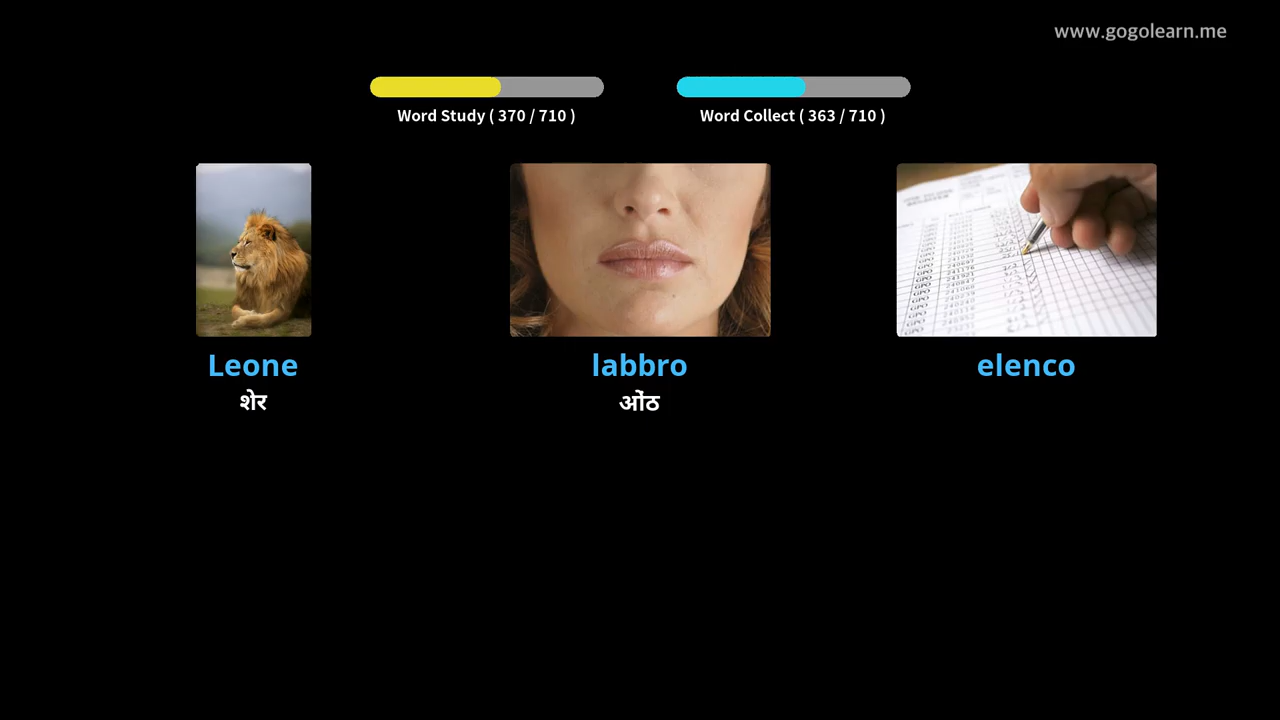 www.gogolearn.me
Word Study ( 370 / 710 )
Word Collect ( 363 / 710 )
Leone
labbro
elenco
शेर
ओंठ